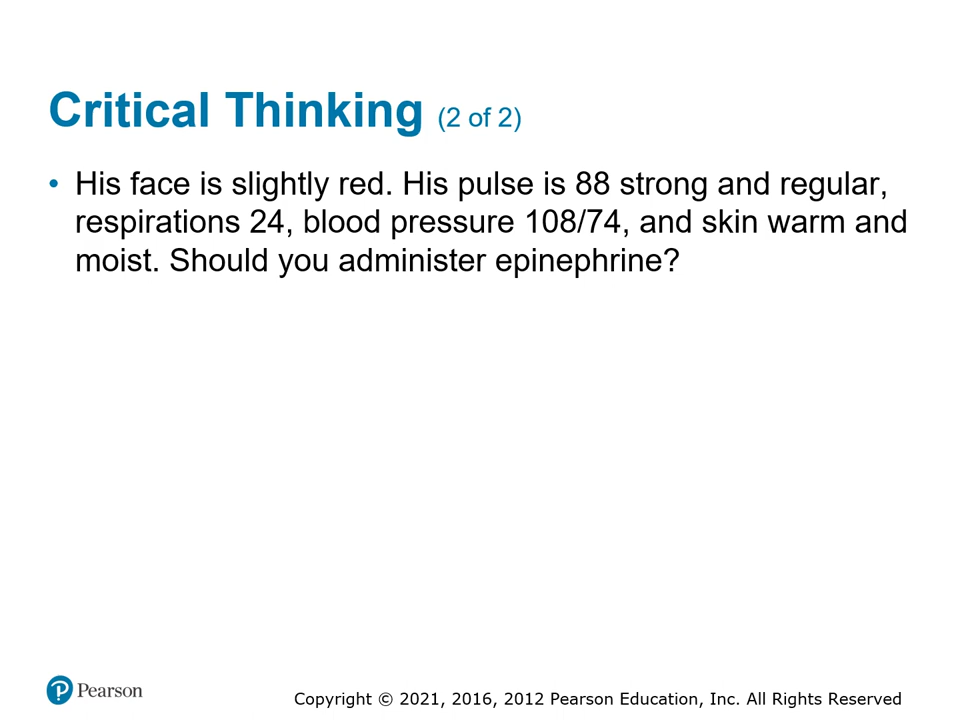 Critical Thinking (2 of 2)
• His face is slightly red. His pulse is 88 strong and regular,
respirations 24, blood pressure 108/74, and skin warm and
moist. Should you administer epinephrine?
Pearson
Copyright © 2021, 2016, 2012 Pearson Education, Inc. All Rights Reserved